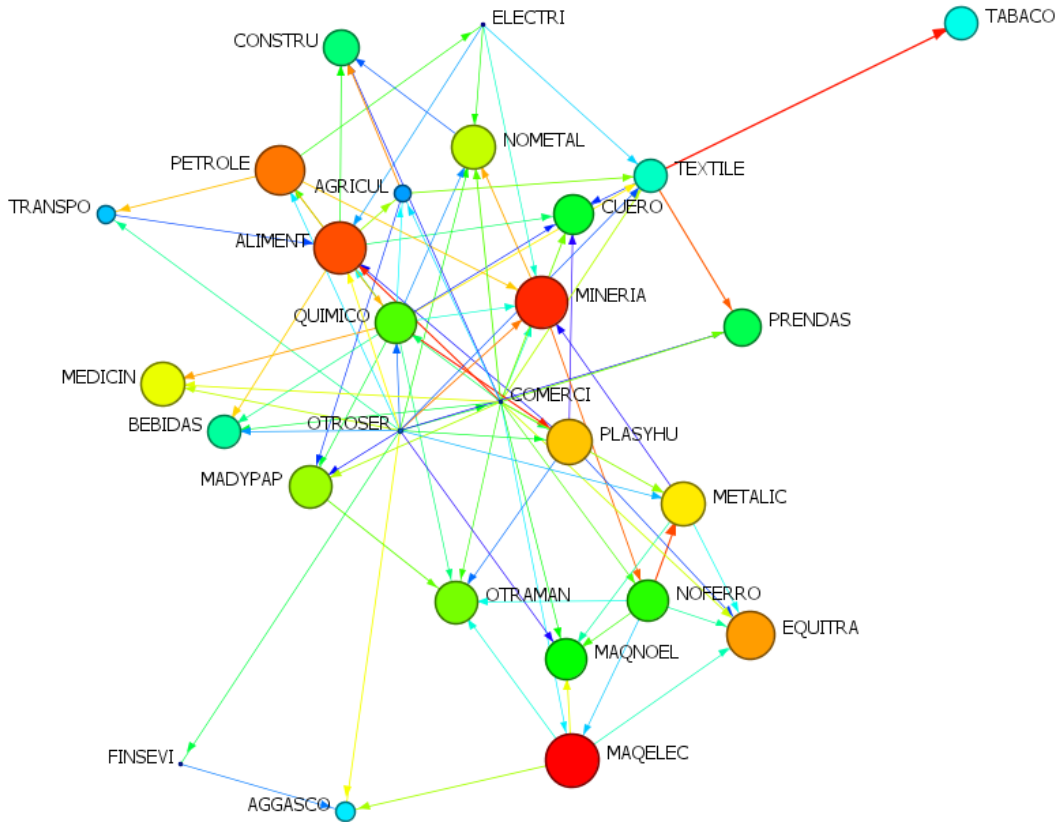 ELECTRI
TABACO
CONSTRU
NOMETAL
PETROLE
TEXTILE
AGRICUL
TRANSPO
CUERO
ALIMENT
MINERIA
QUIMICO
PRENDAS
MEDICIN
COMERCI
BEBIDAS
OTROSER
PLASYHU
MADYPAP
METALIC
OTRAMAN
NOFERRO
EQUITRA
MAQNOEL
FINSEVI
MAQELEC
AGGASCO